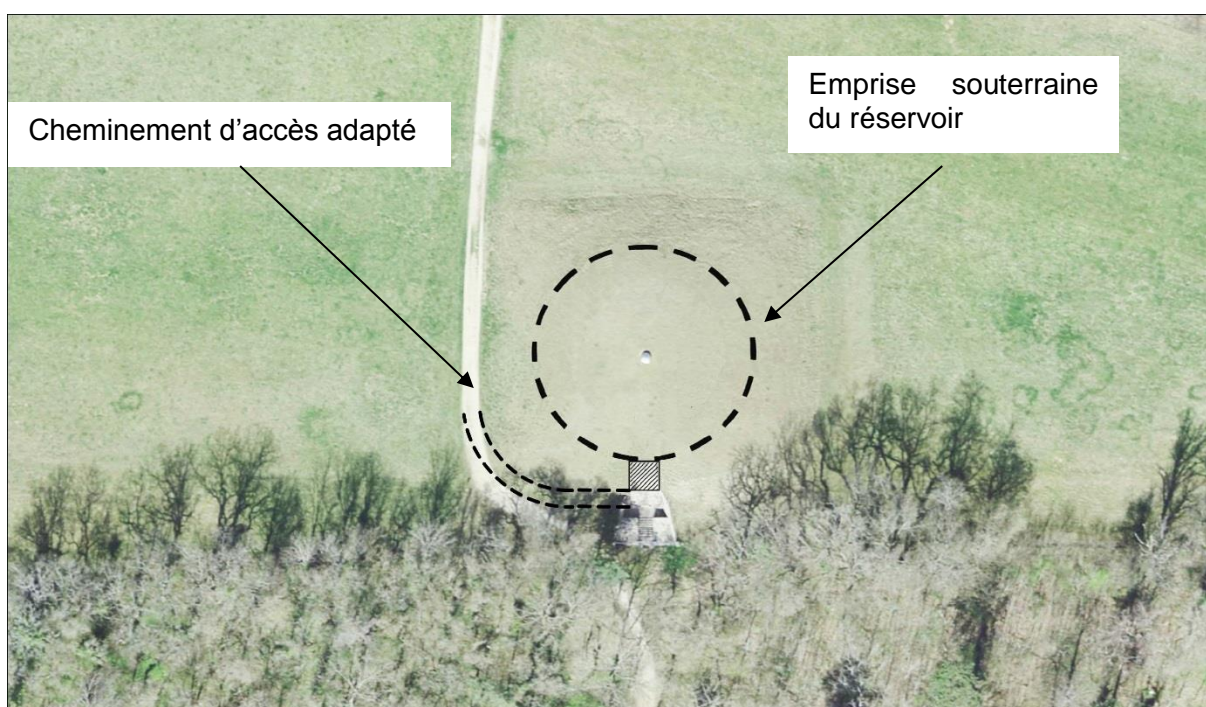 Cheminement d’accès adapté
Emprise souterraine
du réservoir